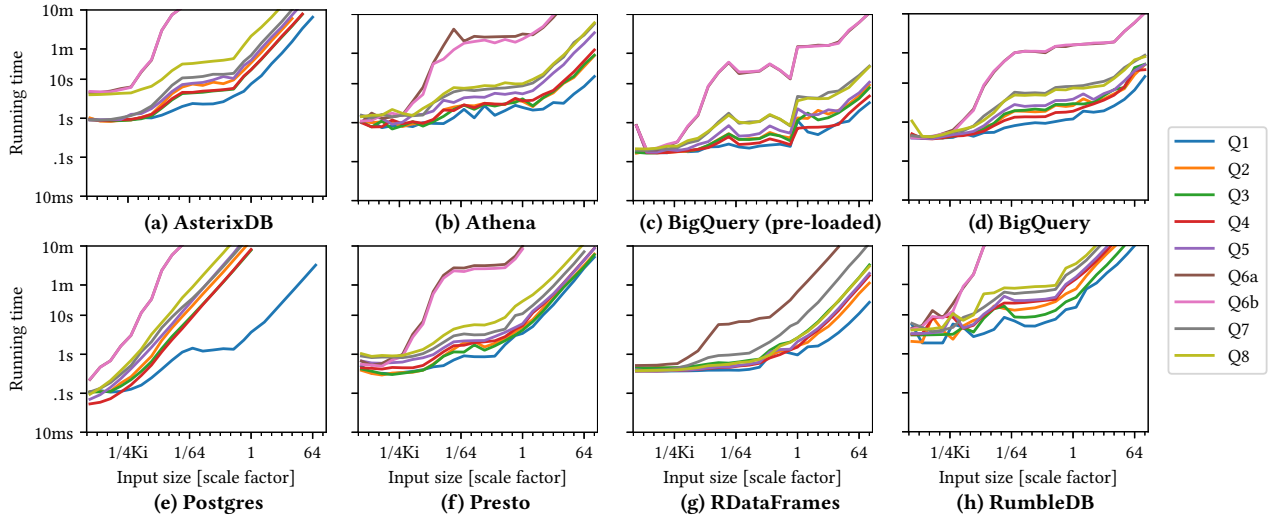 10m
1m
10s
1s
.1s
10ms
Running time
(a) AsterixDB
(b) Athena
(c) BigQuery (pre-loaded)
(d) BigQuery
10m
1m
10s
1s
.1s
10ms
Running time
1/4Ki 1/64 1 64
Input size [scale factor]
(e) Postgres
1/4Ki 1/64 1 64
Input size [scale factor]
(f) Presto
1/4Ki 1/64 1 64
Input size [scale factor]
(g) RDataFrames
1/4Ki 1/64 1 64
Input size [scale factor]
(h) RumbleDB
Q1
Q2
Q3
Q4
Q5
Q6a
Q6b
Q7
Q8